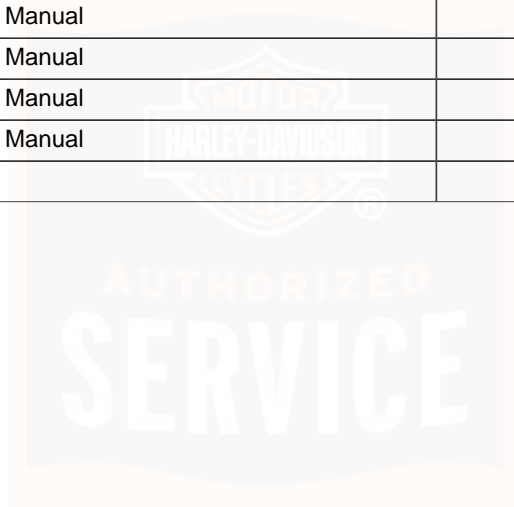 Manual
Manual
Manual
Manual
MOTOR
HARLEY-DAVIDSON
CYCLES
®
AUTHORIZED
SERVICE